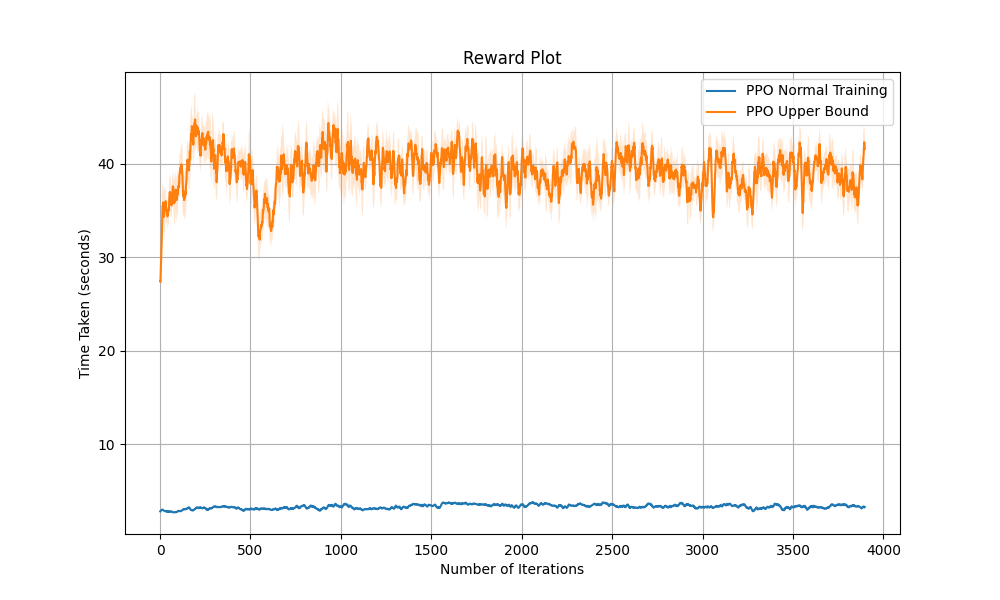 Reward Plot
PPO Normal Training
PPO Upper Bound
Time Taken (seconds)
40
30
20
10
0 500 1000 1500 2000 2500 3000 3500 4000
Number of Iterations